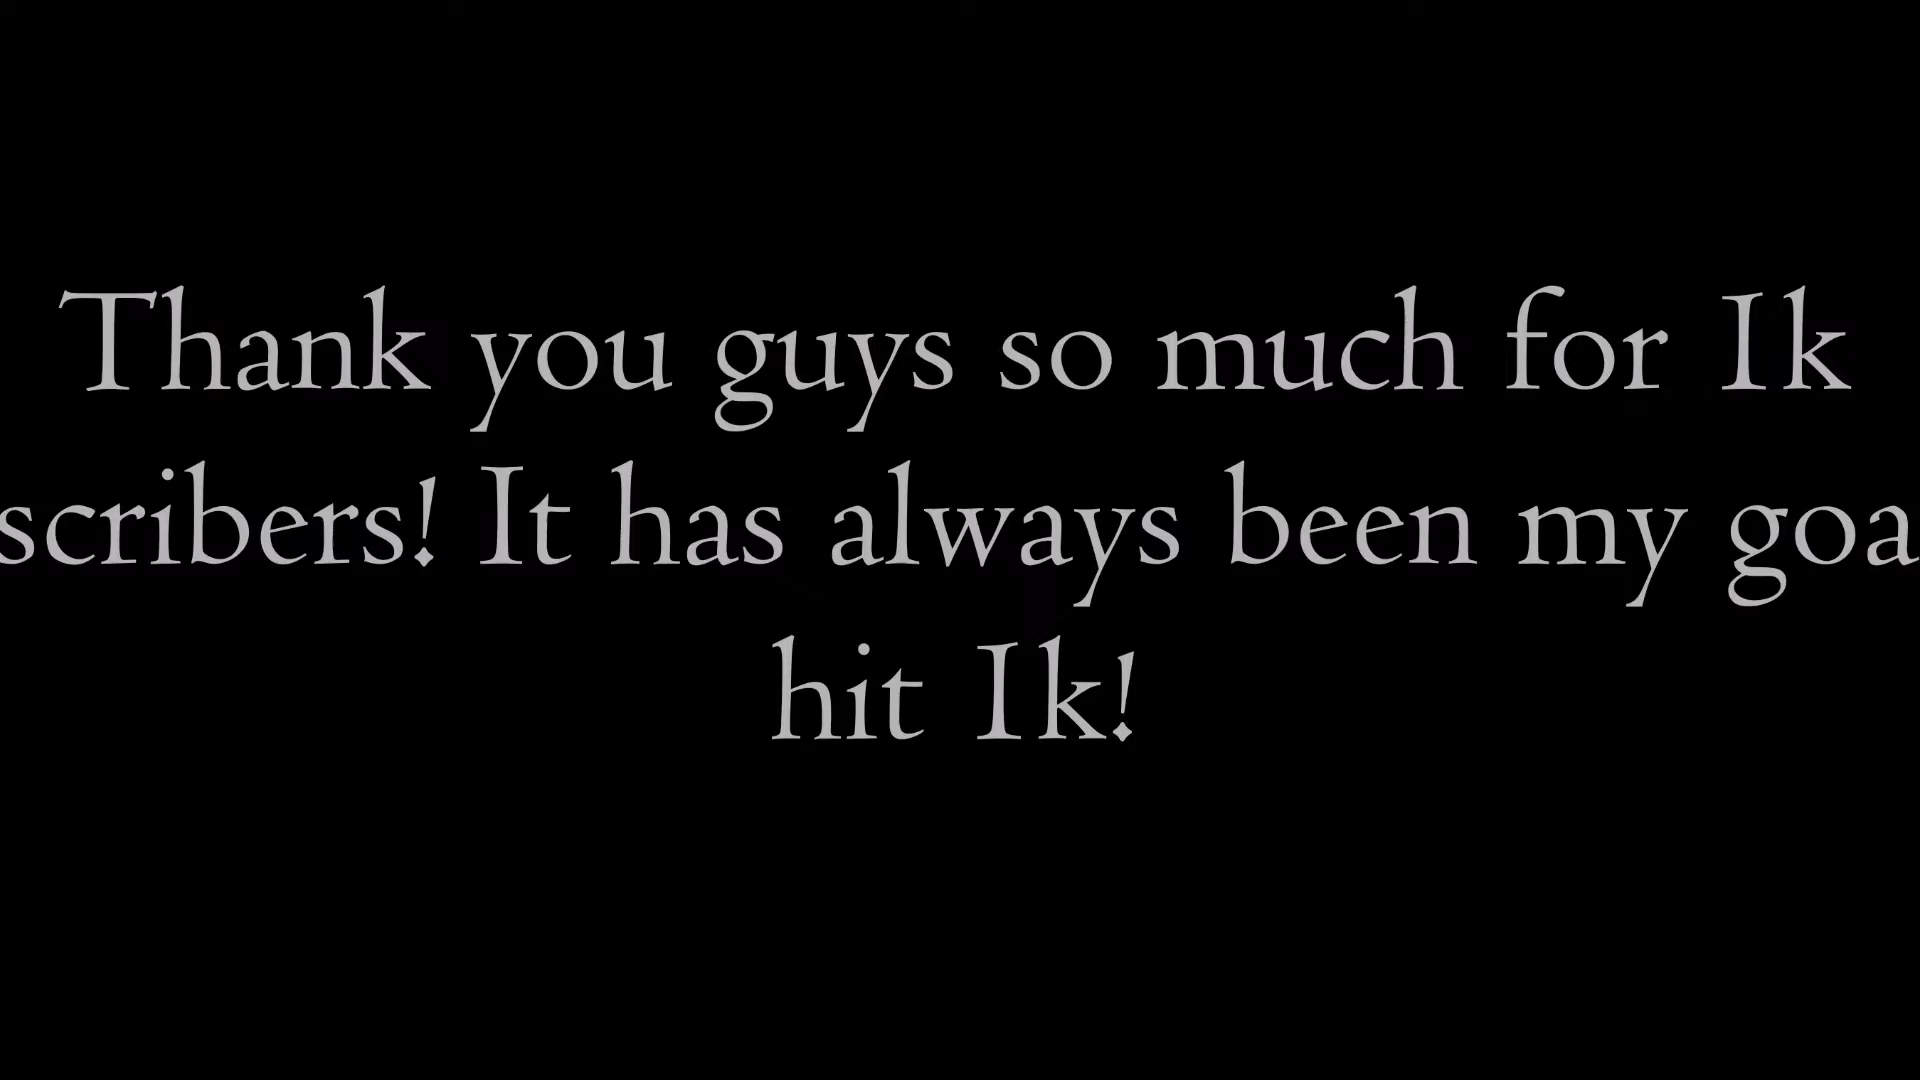 Thank you guys so much for 1k
scribers! It has always been my goa
hit 1k!